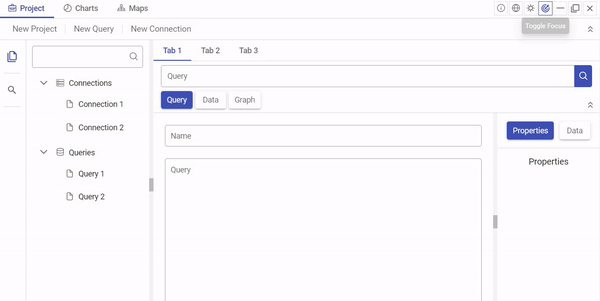 Project Charts Maps
Toggle Focus
New Project New Query New Connection
Tab 1 Tab 2 Tab 3
Connections
Connection 1
Connection 2
Queries
Query 1
Query 2
Query
Query Data Graph
Name
Query
Properties Data
Properties